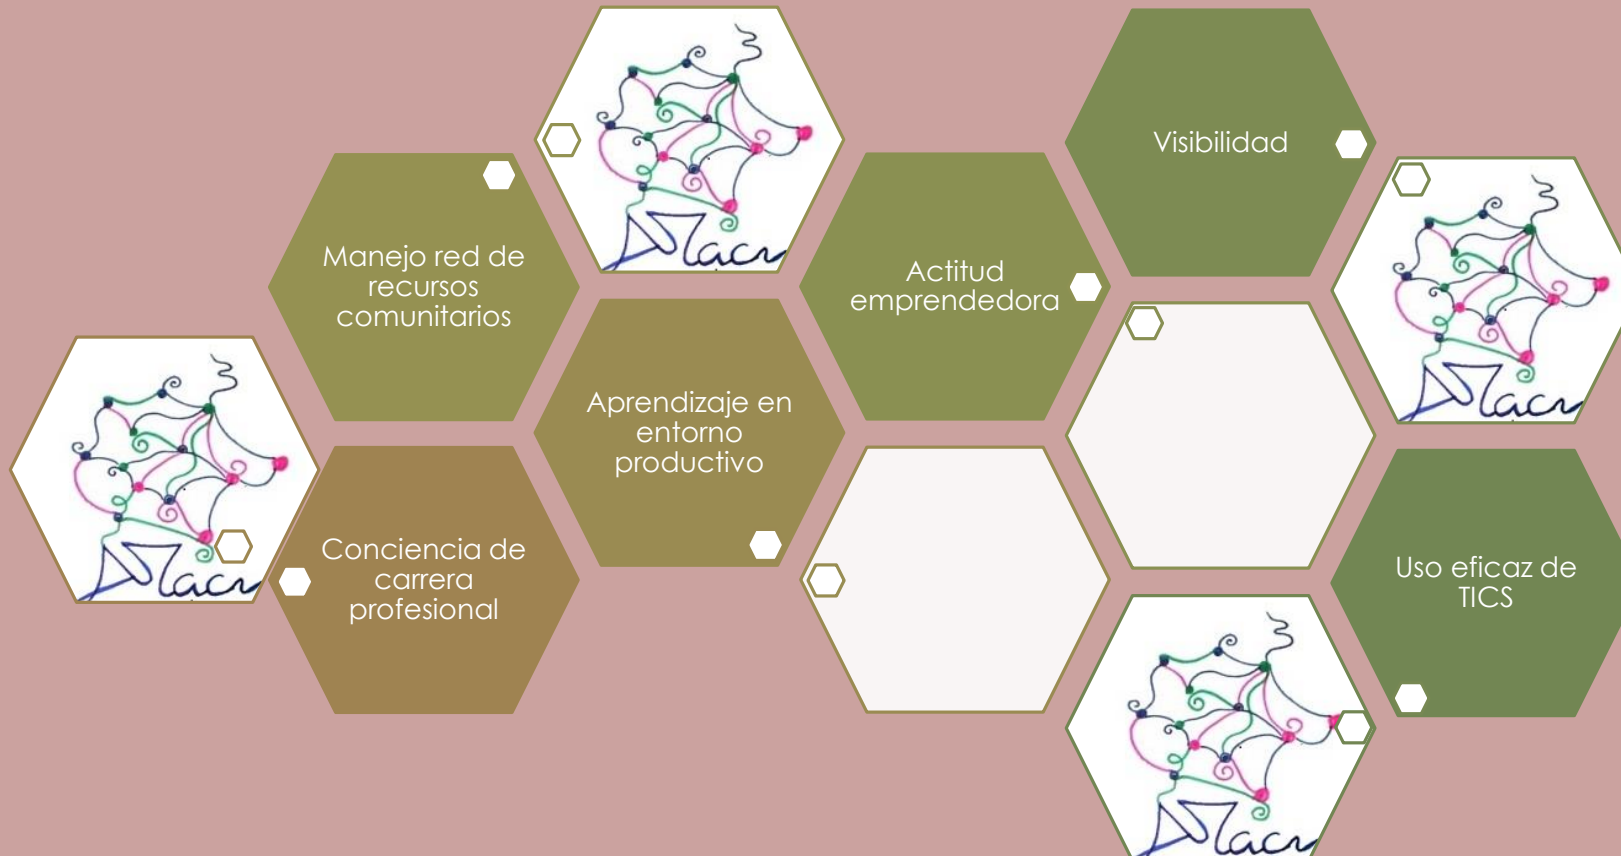 Visibilidad
Manejo red de
recursos
comunitarios
Actitud
emprendedora
Aprendizaje en
entorno
productivo
Conciencia de
carrera
profesional
Uso eficaz de
TICS